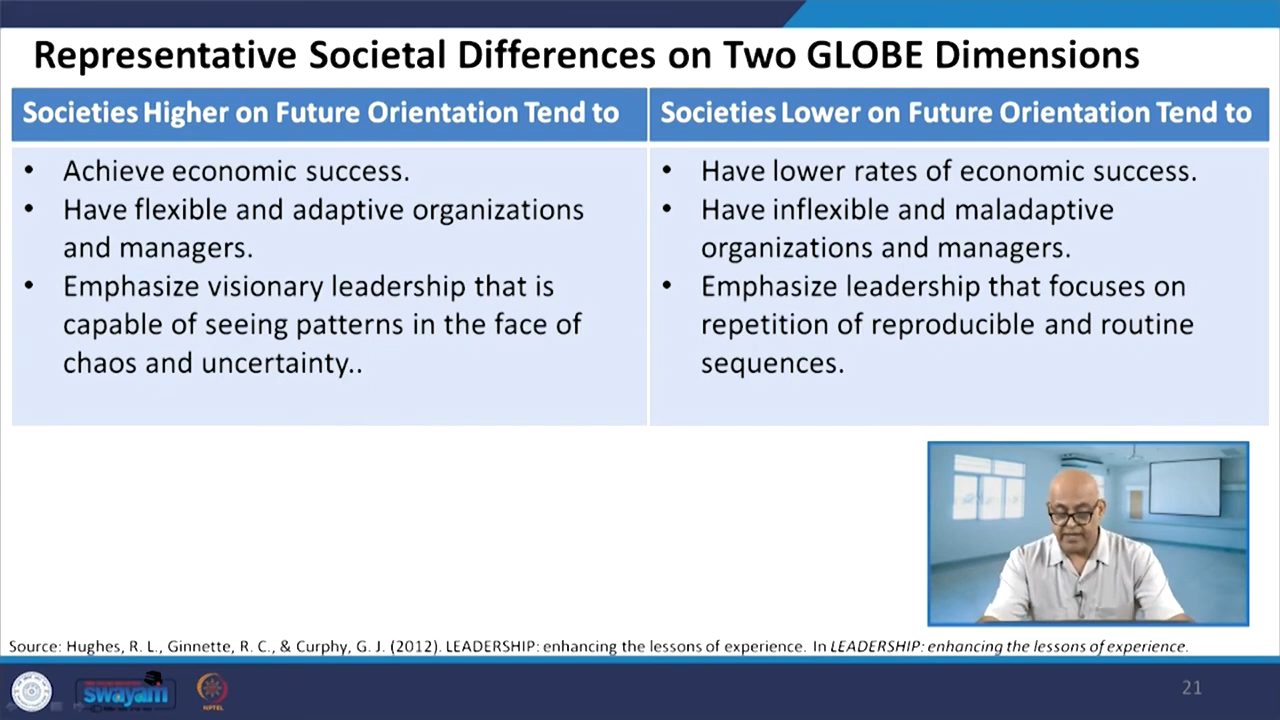 Representative Societal Differences on Two GLOBE Dimensions
Societies Higher on Future Orientation Tend to
• Achieve economic success.
• Have flexible and adaptive organizations
and managers.
• Emphasize visionary leadership that is
capable of seeing patterns in the face of
chaos and uncertainty..
Societies Lower on Future Orientation Tend to
• Have lower rates of economic success.
• Have inflexible and maladaptive
organizations and managers.
• Emphasize leadership that focuses on
repetition of reproducible and routine
sequences.
Source: Hughes, R. L., Ginnette, R. C., & Curphy, G. J. (2012). LEADERSHIP: enhancing the lessons of experience. In LEADERSHIP: enhancing the lessons of experience.
swayam
NPTEL
21